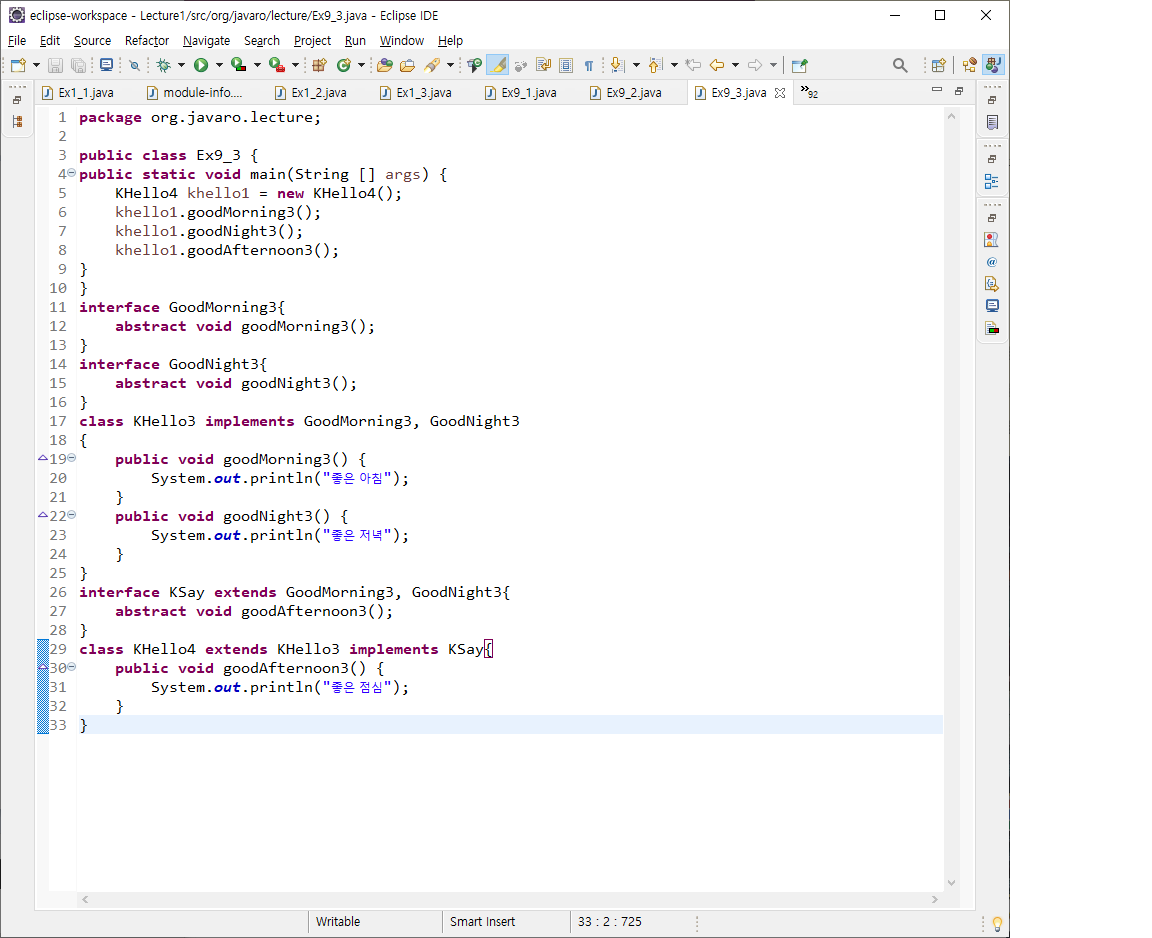 eclipse-workspace - Lecture1/src/org/javaro/lecture/Ex9_3.java - Eclipse IDE
File Edit Source Refactor Navigate Search Project Run Window Help
Ex1_1.java module-info.... Ex1_2.java Ex1_3.java Ex9_1.java Ex9_2.java Ex9_3.java »92
1 package org.javaro.lecture;
2
3 public class Ex9_3 {
4 public static void main(String [] args) {
5     KHello4 khello1 = new KHello4();
6     khello1.goodMorning3();
7     khello1.goodNight3();
8     khello1.goodAfternoon3();
9 }
10 }
11 interface GoodMorning3{
12     abstract void goodMorning3();
13 }
14 interface GoodNight3{
15     abstract void goodNight3();
16 }
17 class KHello3 implements GoodMorning3, GoodNight3
18 {
19     public void goodMorning3() {
20         System.out.println("좋은 아침");
21     }
22     public void goodNight3() {
23         System.out.println("좋은 저녁");
24     }
25 }
26 interface KSay extends GoodMorning3, GoodNight3{
27     abstract void goodAfternoon3();
28 }
29 class KHello4 extends KHello3 implements KSay{
30     public void goodAfternoon3() {
31         System.out.println("좋은 점심");
32     }
33 }
Writable Smart Insert 33 : 2 : 725